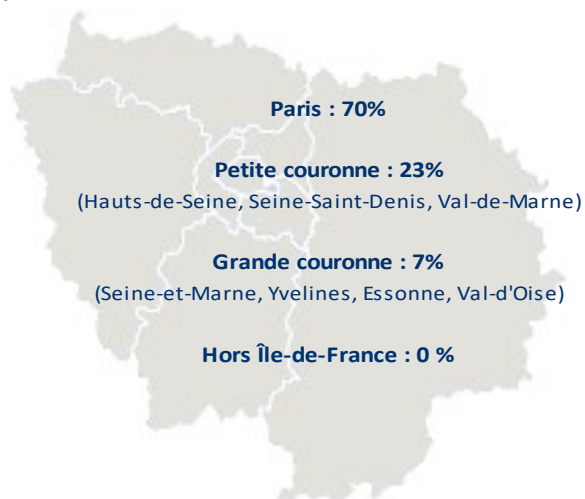 Paris : 70%
Petite couronne : 23%
(Hauts-de-Seine, Seine-Saint-Denis, Val-de-Marne)
Grande couronne : 7%
(Seine-et-Marne, Yvelines, Essonne, Val-d'Oise)
Hors Île-de-France : 0 %